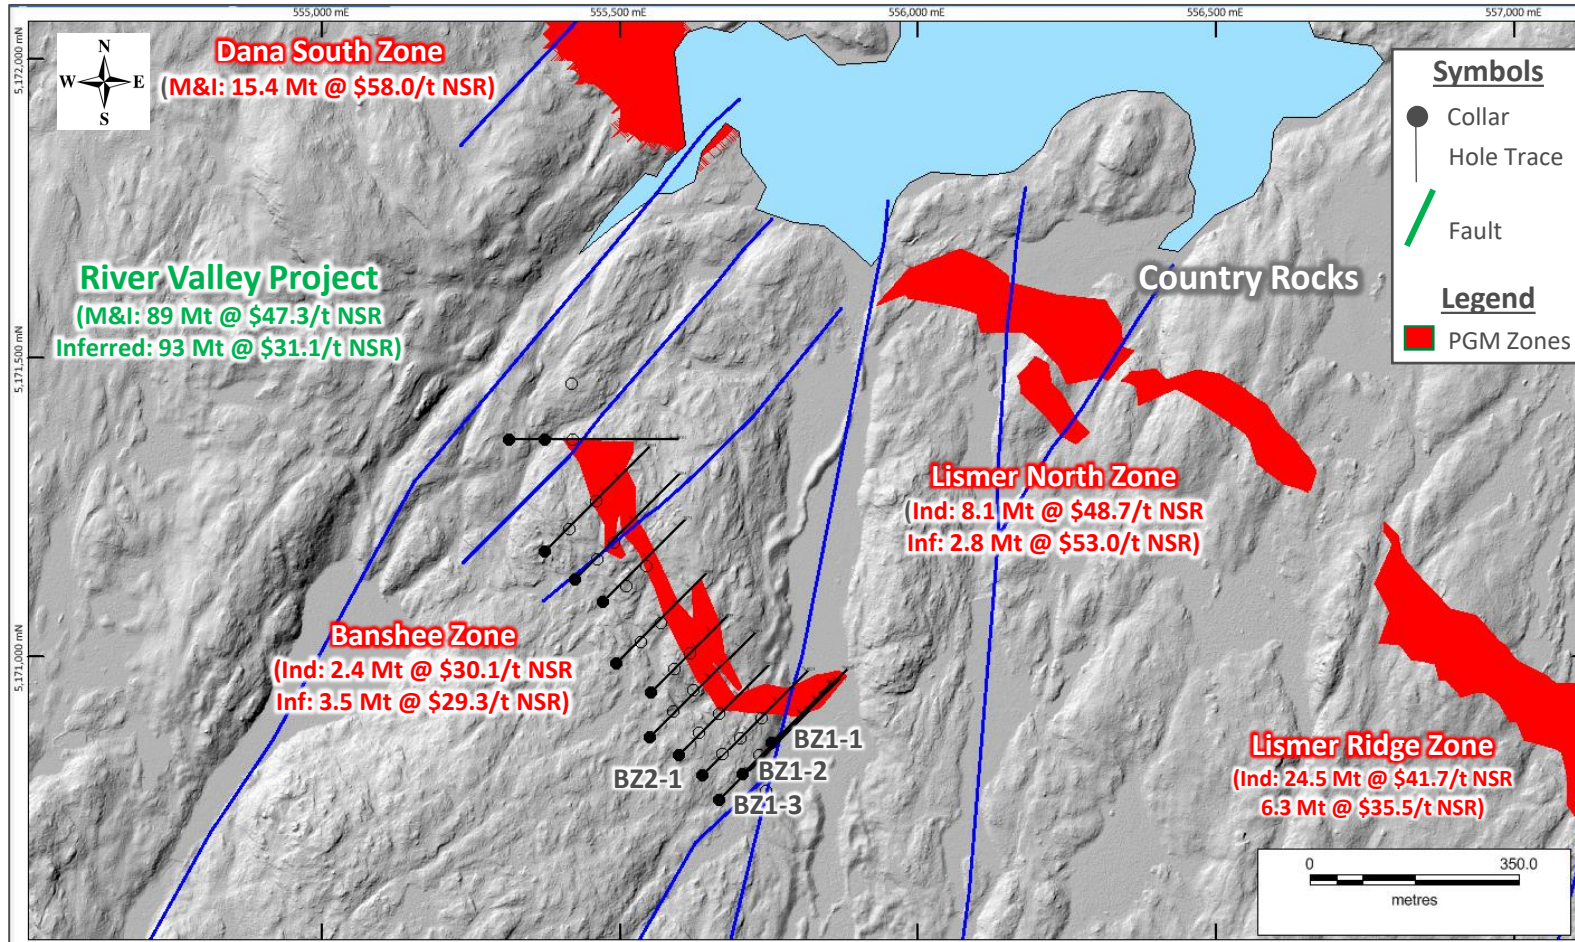 555,000 mE
555,500 mE
556,000 mE
556,500 mE
557,000 mE
5,172,000 mN
5,171,500 mN
5,171,000 mN
N
W E
S
Dana South Zone
(M&I: 15.4 Mt @ $58.0/t NSR)
River Valley Project
(M&I: 89 Mt @ $47.3/t NSR
Inferred: 93 Mt @ $31.1/t NSR)
Country Rocks
Symbols
Collar
Hole Trace
Fault
Legend
PGM Zones
Lismer North Zone
(Ind: 8.1 Mt @ $48.7/t NSR
Inf: 2.8 Mt @ $53.0/t NSR)
Banshee Zone
(Ind: 2.4 Mt @ $30.1/t NSR
Inf: 3.5 Mt @ $29.3/t NSR)
BZ1-1
BZ2-1
BZ1-2
BZ1-3
Lismer Ridge Zone
(Ind: 24.5 Mt @ $41.7/t NSR
6.3 Mt @ $35.5/t NSR)
0 350.0
metres